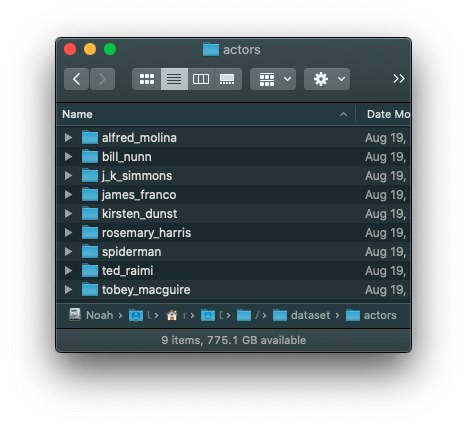 actors
Name Date Mo
alfred_molina Aug 19,
bill_nunn Aug 19,
j_k_simmons Aug 19,
james_franco Aug 19,
kirsten_dunst Aug 19,
rosemary_harris Aug 19,
spiderman Aug 19,
ted_raimi Aug 19,
tobey_macguire Aug 19,
Noah dataset actors
9 items, 775.1 GB available